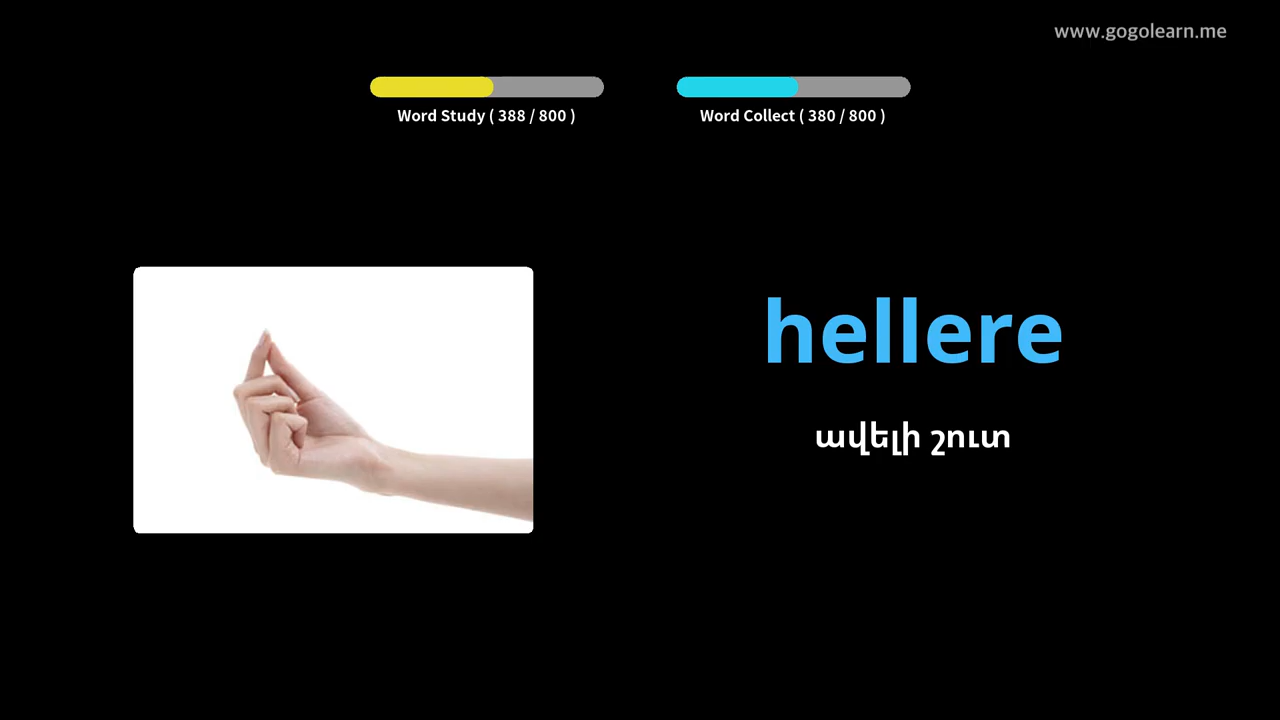 www.gogolearn.me
Word Study ( 388 / 800 )
Word Collect ( 380 / 800 )
hellere
ավելի շուտ